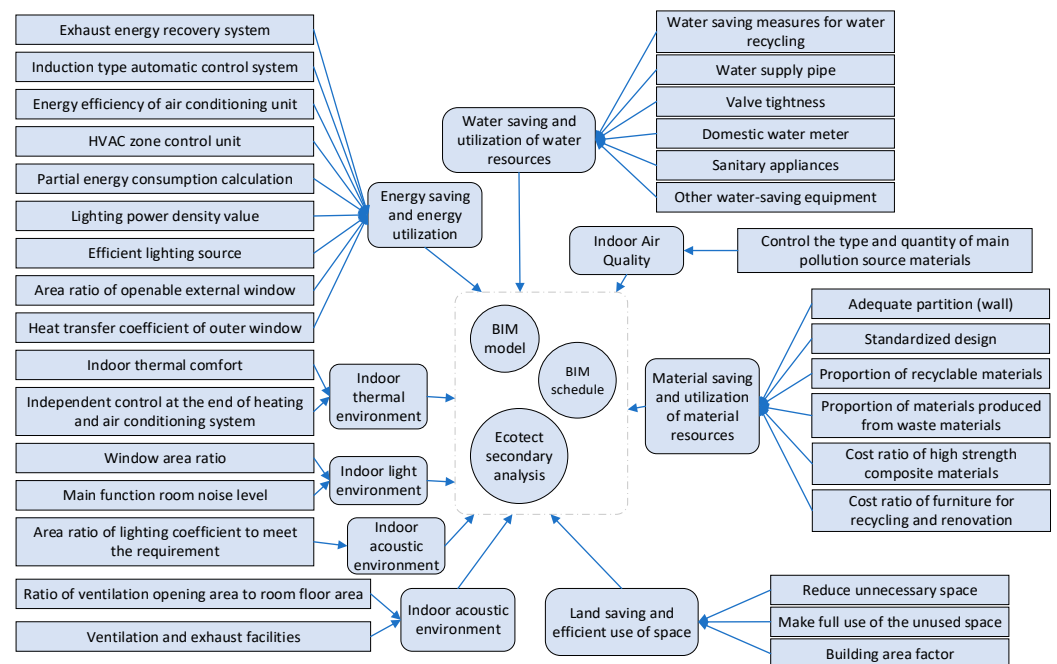 Exhaust energy recovery system
Induction type automatic control system
Energy efficiency of air conditioning unit
HVAC zone control unit
Partial energy consumption calculation
Lighting power density value
Efficient lighting source
Area ratio of openable external window
Heat transfer coefficient of outer window
Energy saving
and energy
utilization
Indoor thermal comfort
Independent control at the end of heating
and air conditioning system
Indoor
thermal
environment
Window area ratio
Main function room noise level
Indoor light
environment
Area ratio of lighting coefficient to meet
the requirement
Indoor
acoustic
environment
Ratio of ventilation opening area to room floor area
Ventilation and exhaust facilities
Indoor acoustic
environment
Water saving and
utilization of water
resources
Water saving measures for water
recycling
Water supply pipe
Valve tightness
Domestic water meter
Sanitary appliances
Other water-saving equipment
Indoor Air
Quality
Control the type and quantity of main
pollution source materials
BIM
model
BIM
schedule
Ecotect
secondary
analysis
Material saving
and utilization
of material
resources
Adequate partition (wall)
Standardized design
Proportion of recyclable materials
Proportion of materials produced
from waste materials
Cost ratio of high strength
composite materials
Cost ratio of furniture for
recycling and renovation
Land saving and
efficient use of space
Reduce unnecessary space
Make full use of the unused space
Building area factor